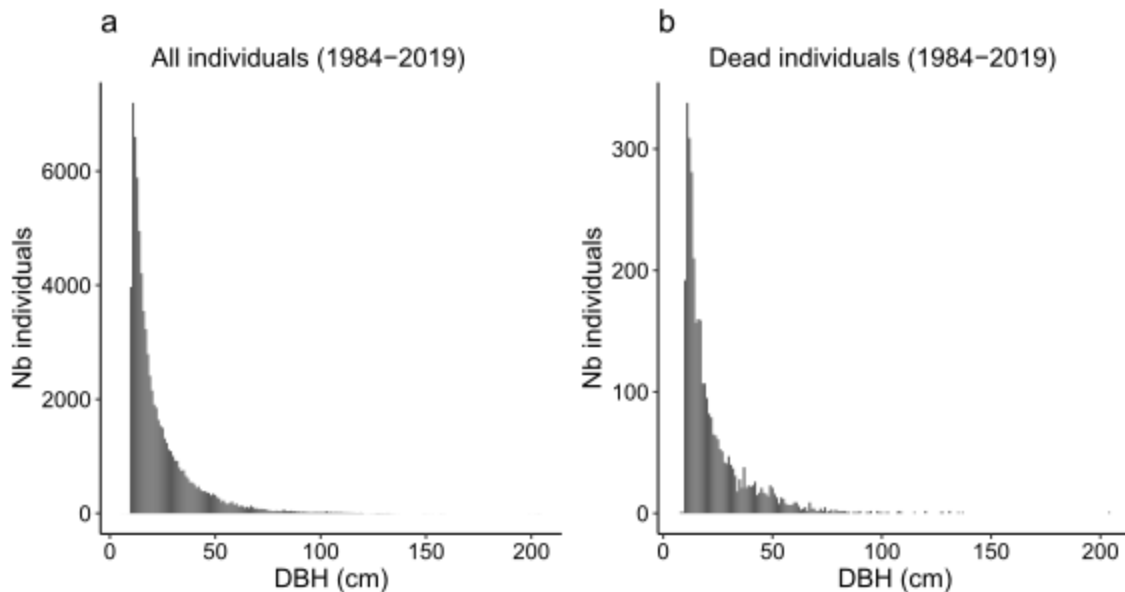 a
All individuals (1984−2019)
6000
4000
2000
0
Nb individuals
0 50 100 150 200
DBH (cm)
b
Dead individuals (1984−2019)
300
200
100
0
Nb individuals
0 50 100 150 200
DBH (cm)